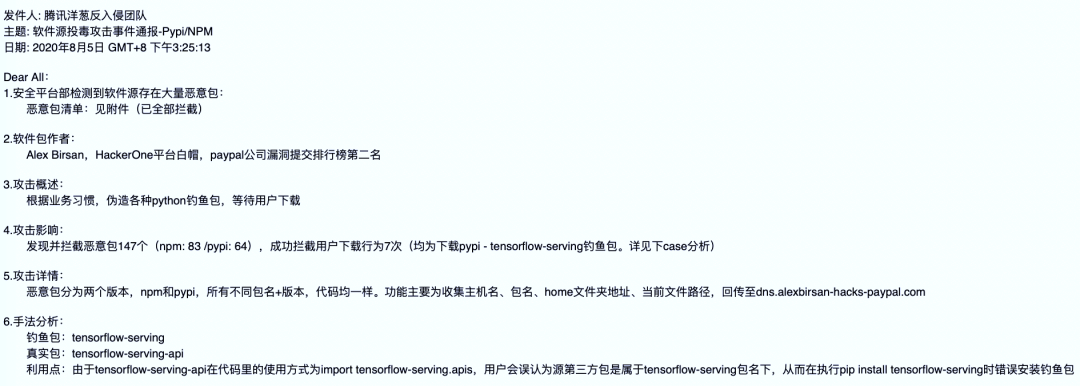 发件人: 腾讯洋葱反入侵团队
主题: 软件源投毒攻击事件通报-Pypi/NPM
日期: 2020年8月5日 GMT+8 下午3:25:13
Dear All：
1.安全平台部检测到软件源存在大量恶意包：
恶意包清单：见附件（已全部拦截）
2.软件包作者：
Alex Birsan，HackerOne平台白帽，paypal公司漏洞提交排行榜第二名
3.攻击概述：
根据业务习惯，伪造各种python钓鱼包，等待用户下载
4.攻击影响：
发现并拦截恶意包147个（npm: 83 /pypi: 64），成功拦截用户下载行为7次（均为下载pypi - tensorflow-serving钓鱼包。详见下case分析）
5.攻击详情：
恶意包分为两个版本，npm和pypi，所有不同包名+版本，代码均一样。功能主要为收集主机名、包名、home文件夹地址、当前文件路径，回传至dns.alexbirsan-hacks-paypal.com
6.手法分析：
钓鱼包：tensorflow-serving
真实包：tensorflow-serving-api
利用点：由于tensorflow-serving-api在代码里的使用方式为import tensorflow-serving.apis，用户会误认为源第三方包是属于tensorflow-serving包名下，从而在执行pip install tensorflow-serving时错误安装钓鱼包